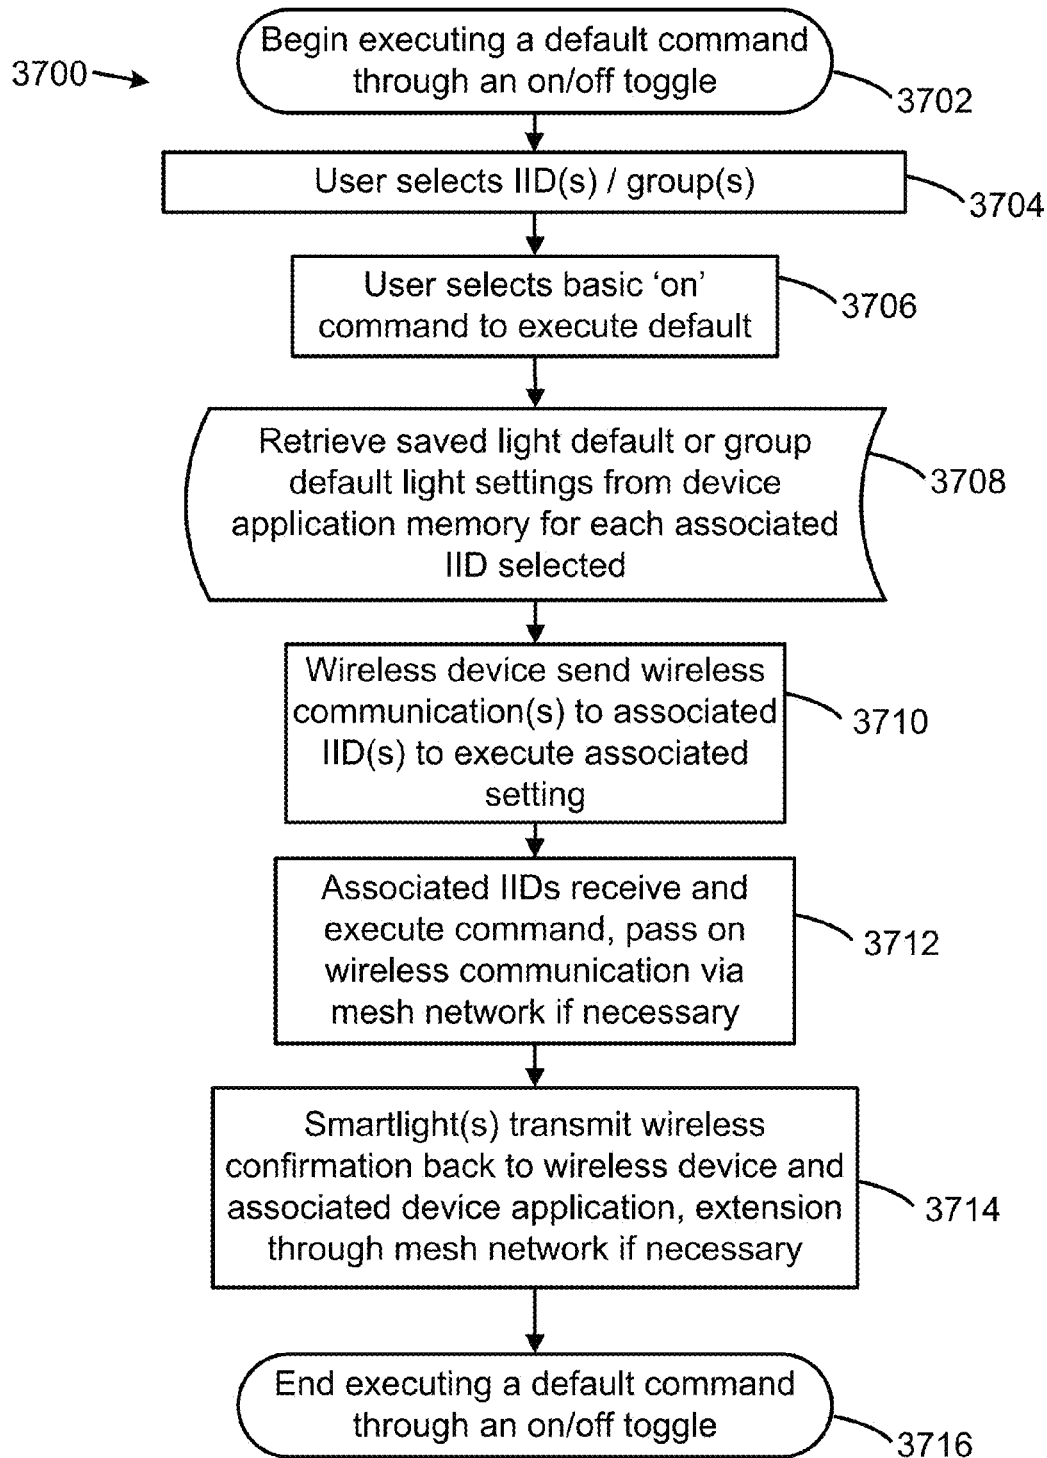 3700
Begin executing a default command
through an on/off toggle
3702
User selects IID(s) / group(s)
3704
User selects basic ‘on’
command to execute default
3706
Retrieve saved light default or group
default light settings from device
application memory for each associated
IID selected
3708
Wireless device send wireless
communication(s) to associated
IID(s) to execute associated
setting
3710
Associated IIDs receive and
execute command, pass on
wireless communication via
mesh network if necessary
3712
Smartlight(s) transmit wireless
confirmation back to wireless device and
associated device application, extension
through mesh network if necessary
3714
End executing a default command
through an on/off toggle
3716